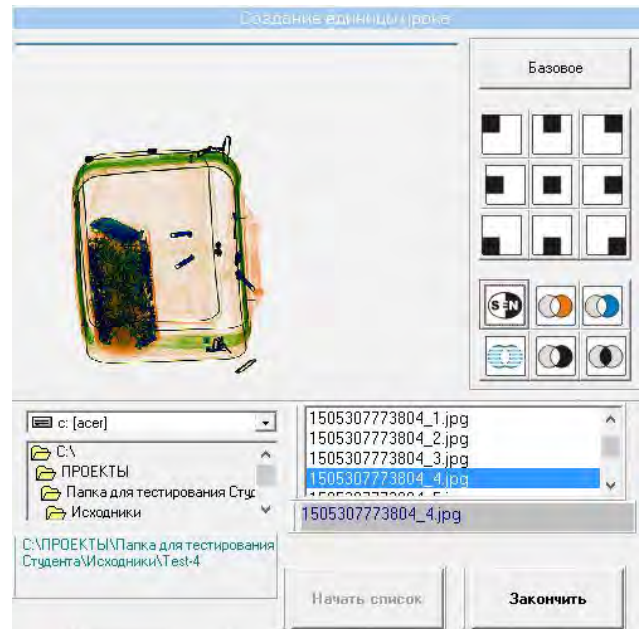 Создание единицы урока
Базовое
SEN
c: [acer]
C:\
ПРОЕКТЫ
Папка для тестирования Студ
Исходники
C:\ПРОЕКТЫ\Папка для тестирования
Студента\Исходники\Test-4
1505307773804_1.jpg
1505307773804_2.jpg
1505307773804_3.jpg
1505307773804_4.jpg
1505307773804_4.jpg
Начать список
Закончить